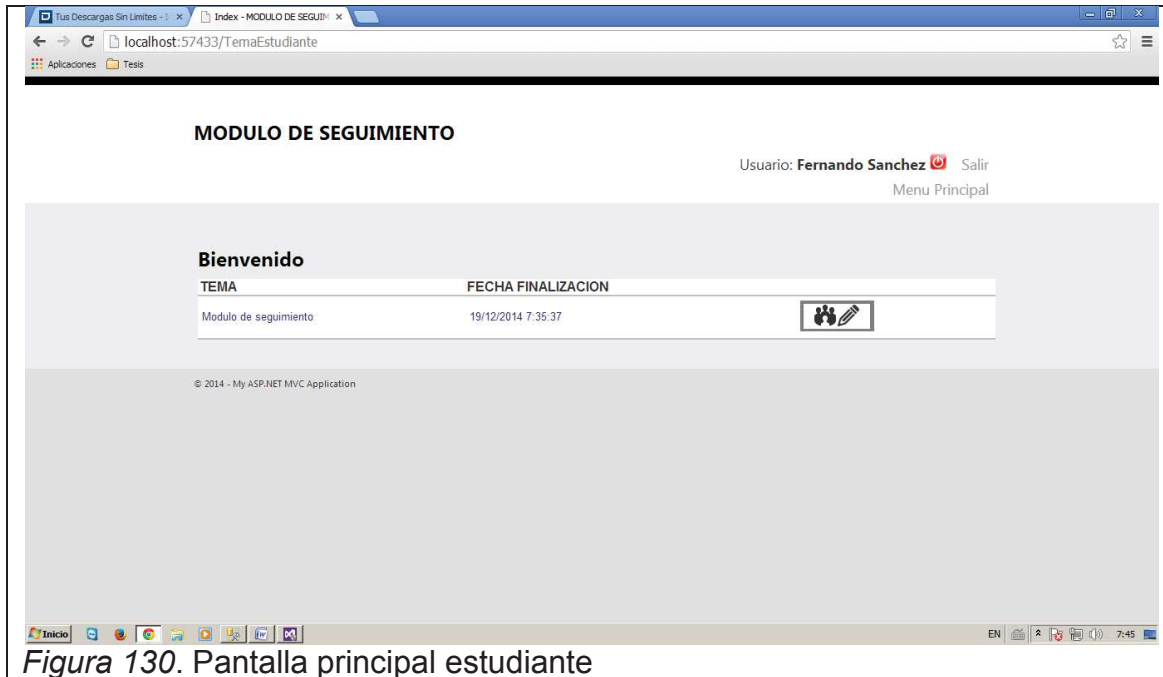 Tus Descargas Sin Limites - I
Index - MODULO DE SEGUIM
localhost:57433/TemaEstudiante
Aplicaciones Tesis
MODULO DE SEGUIMIENTO
Usuario: Fernando Sanchez Salir
Menu Principal
Bienvenido
TEMA FECHA FINALIZACION
Modulo de seguimiento 19/12/2014 7:35:37
© 2014 - My ASP.NET MVC Application
Inicio EN 7:45
Figura 130. Pantalla principal estudiante